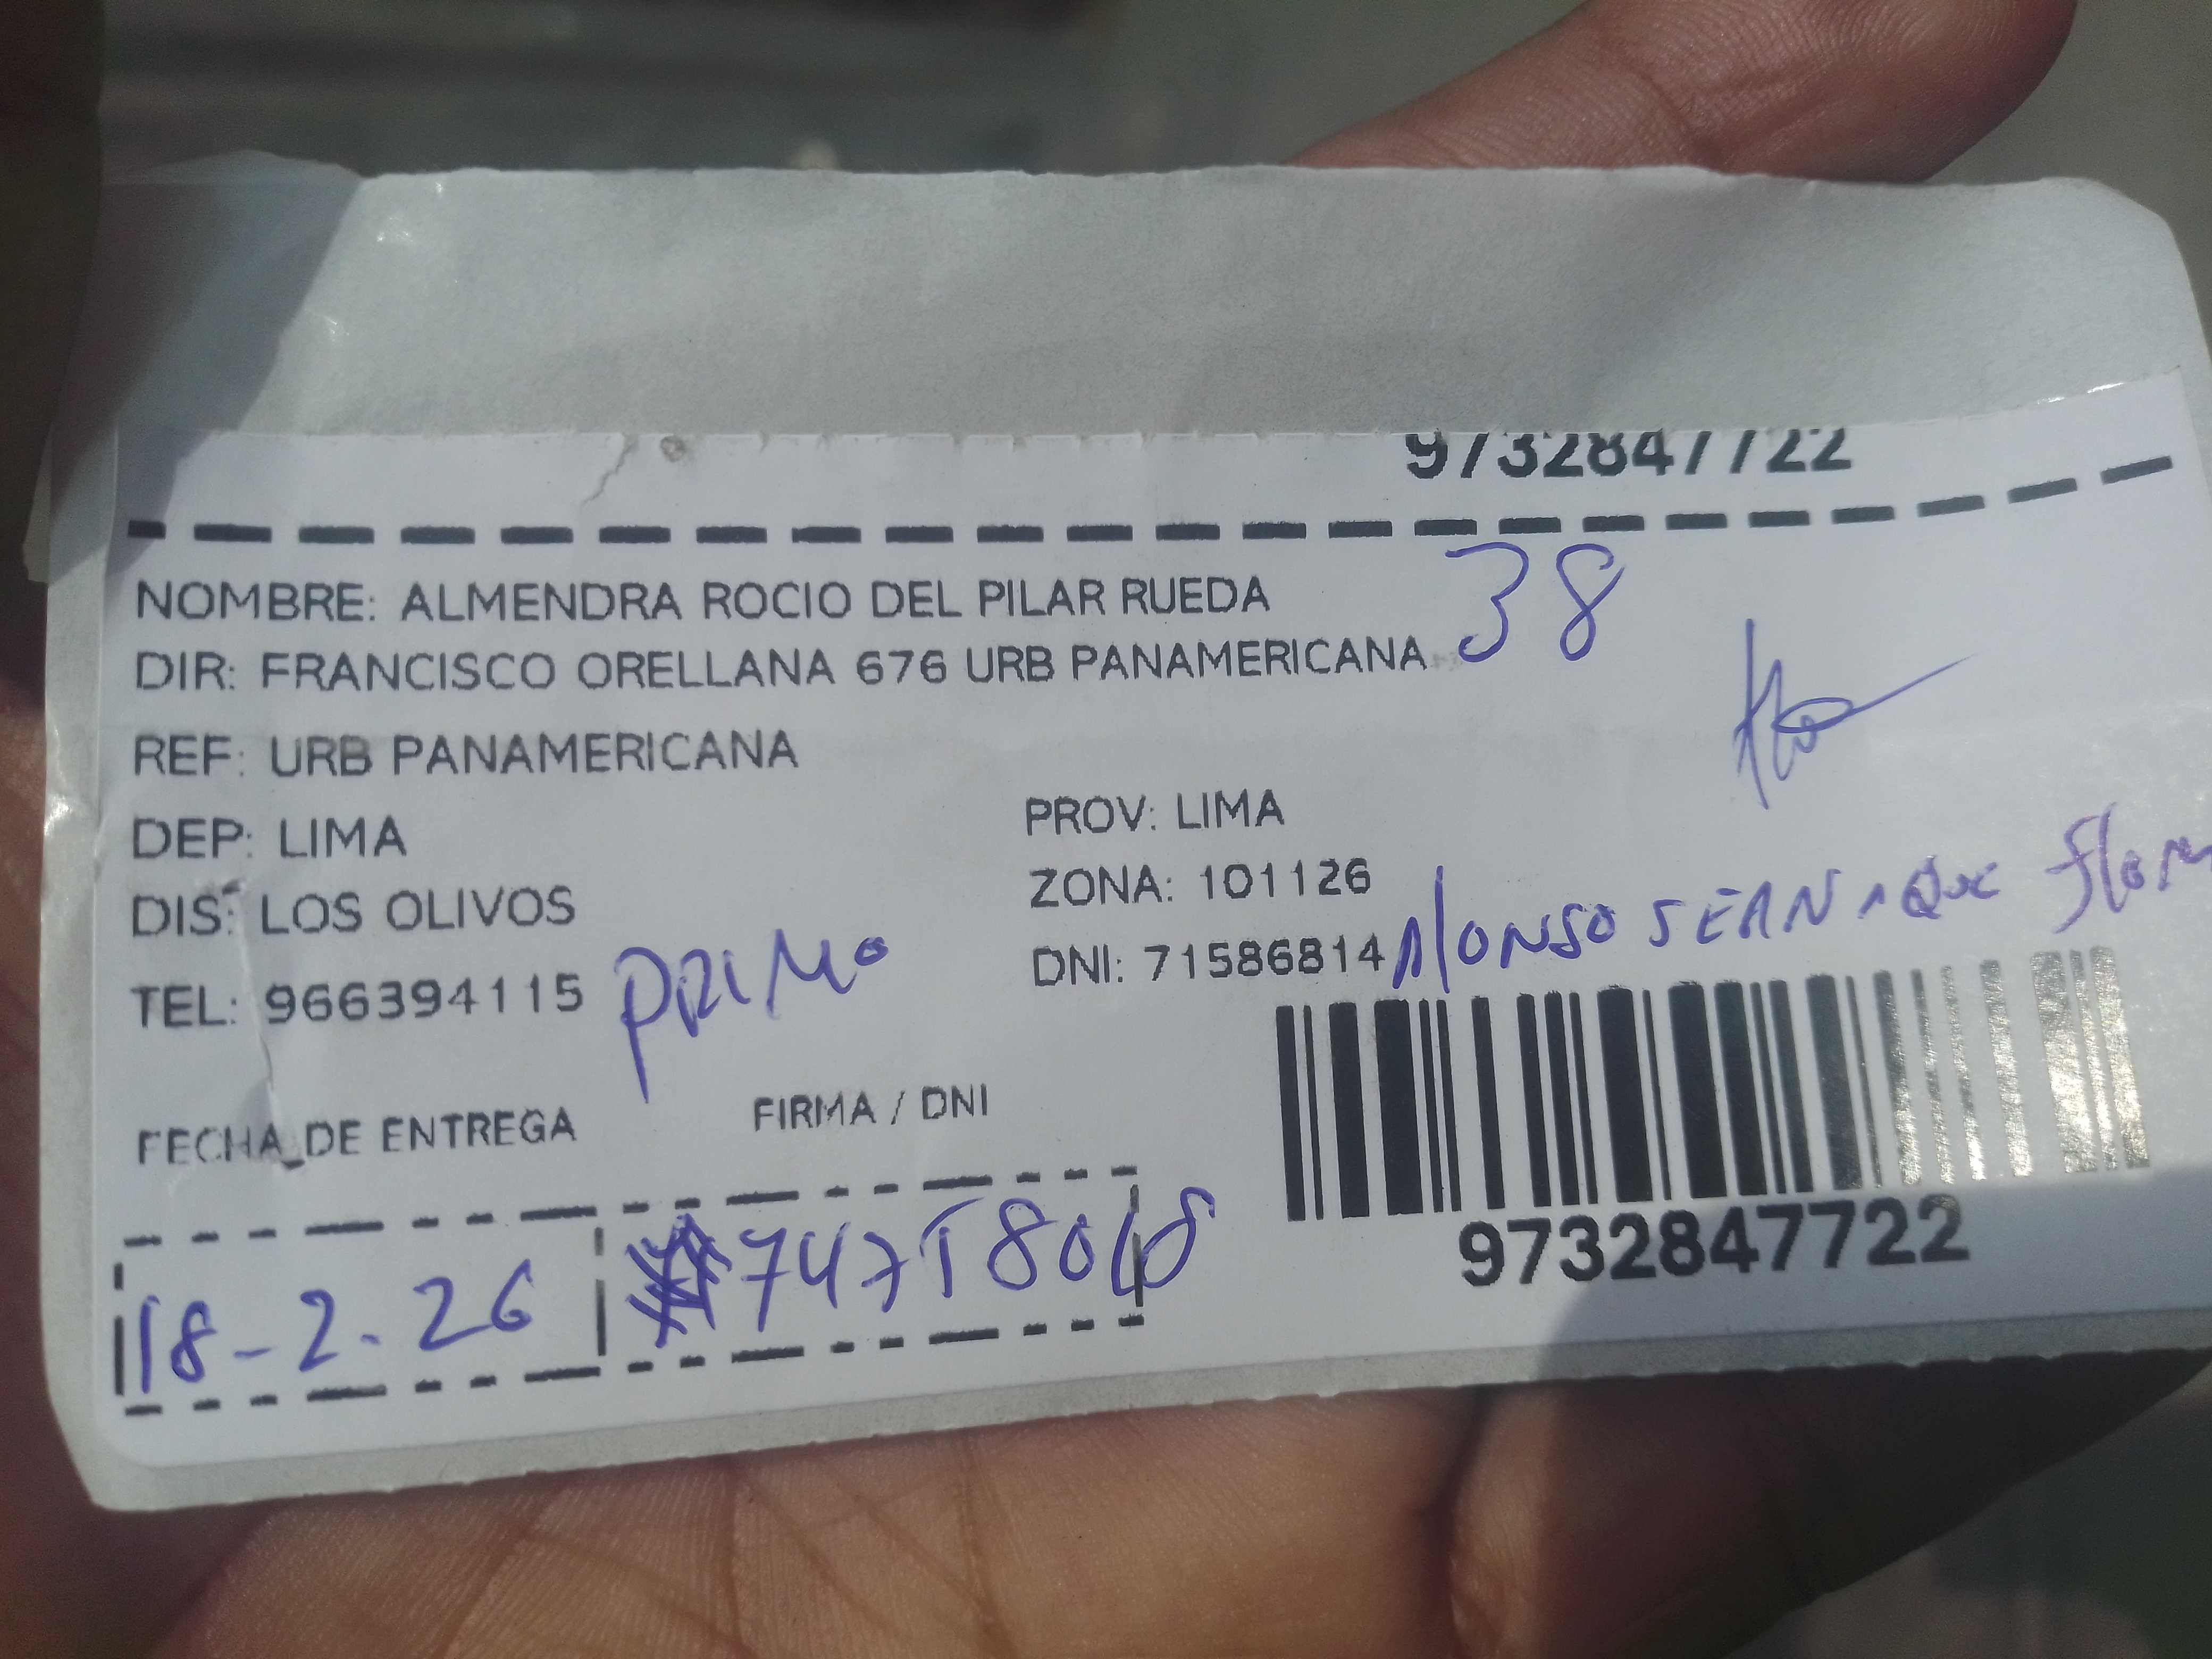 9732847722
NOMBRE: ALMENDRA ROCIO DEL PILAR RUEDA
38
DIR: FRANCISCO ORELLANA 676 URB PANAMERICANA
REF: URB PANAMERICANA
DEP: LIMA
PROV: LIMA
DIS: LOS OLIVOS
ZONA: 101126
TEL: 966394115
PRIMO
DNI: 71586814
ALONSO SERNAQUE
FECHA DE ENTREGA
FIRMA / DNI
18-2-26
9732847722